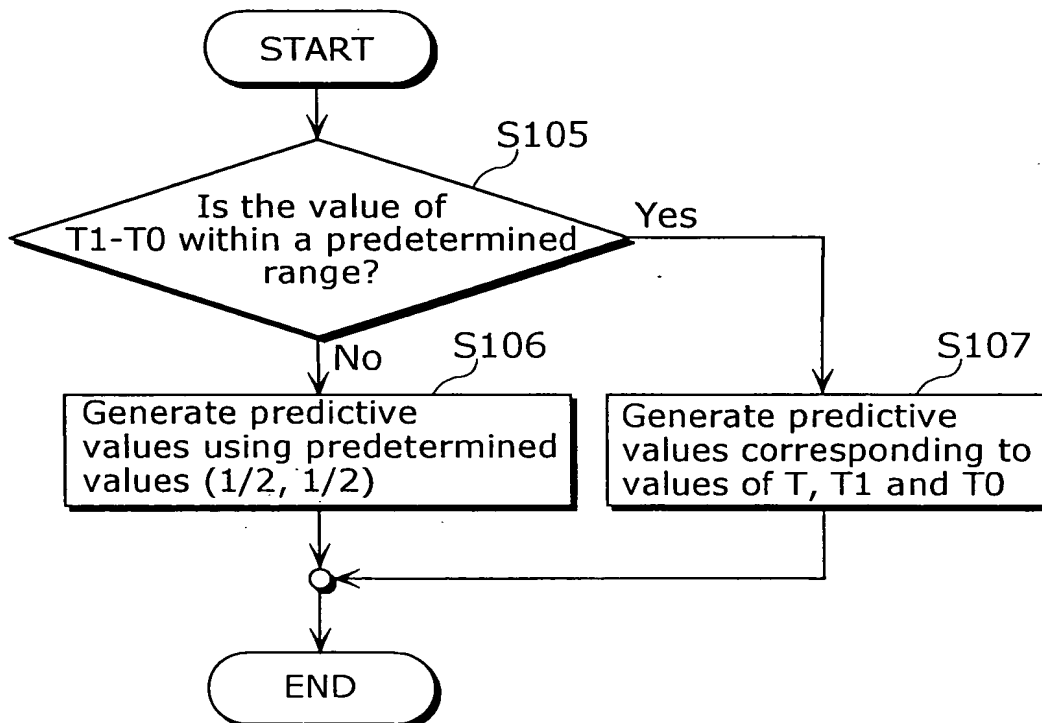 START
S105
Is the value of
T1-T0 within a predetermined
range?
Yes
No
S106
Generate predictive
values using predetermined
values (1/2, 1/2)
S107
Generate predictive
values corresponding to
values of T, T1 and T0
END